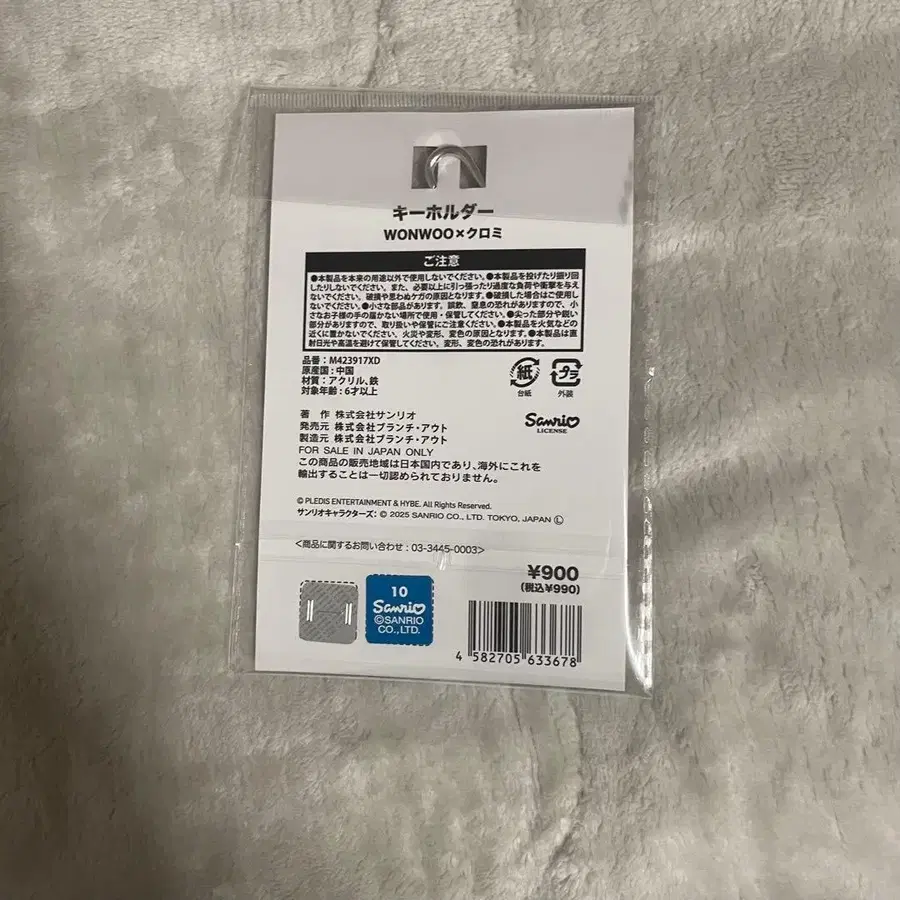 キーホルダー
WONWOO×クロミ
ご注意
●本製品を本来の用途以外で使用しないでください。●本製品を投げたり振り回
したりしないでください。また、必要以上に引っ張ったり過度な負荷や衝撃を与え
ないでください。破損や思わぬケガの原因となります。●破損した場合はご使用し
ないでください。●小さな部品があります。誤飲、窒息の恐れがありますので、小
さなお子様の手の届かない場所で使用・保管してください。●尖った部分や鋭い
部分がありますので、取り扱いや保管にご注意ください。●本製品を火気などの
近くに置かないでください。火災や変形、変色の原因となります。●本製品は直
射日光や高温を避けて保管してください。変形、変色の恐れがあります。
品番：M423917XD
原産国：中国
材質：アクリル、鉄
対象年齢：6才以上
紙
台紙
プラ
外装
著　作 株式会社サンリオ
発売元 株式会社ブランチ・アウト
製造元 株式会社ブランチ・アウト
Sanrio
LICENSE
FOR SALE IN JAPAN ONLY
この商品の販売地域は日本国内であり、海外にこれを
輸出することは一切認められておりません。
© PLEDIS ENTERTAINMENT & HYBE. All Rights Reserved.
サンリオキャラクターズ：© 2025 SANRIO CO., LTD. TOKYO, JAPAN Ⓛ
＜商品に関するお問い合わせ：03-3445-0003＞
¥900
(税込¥990)
10
Sanrio
©SANRIO
CO.,LTD.
4 582705 633678